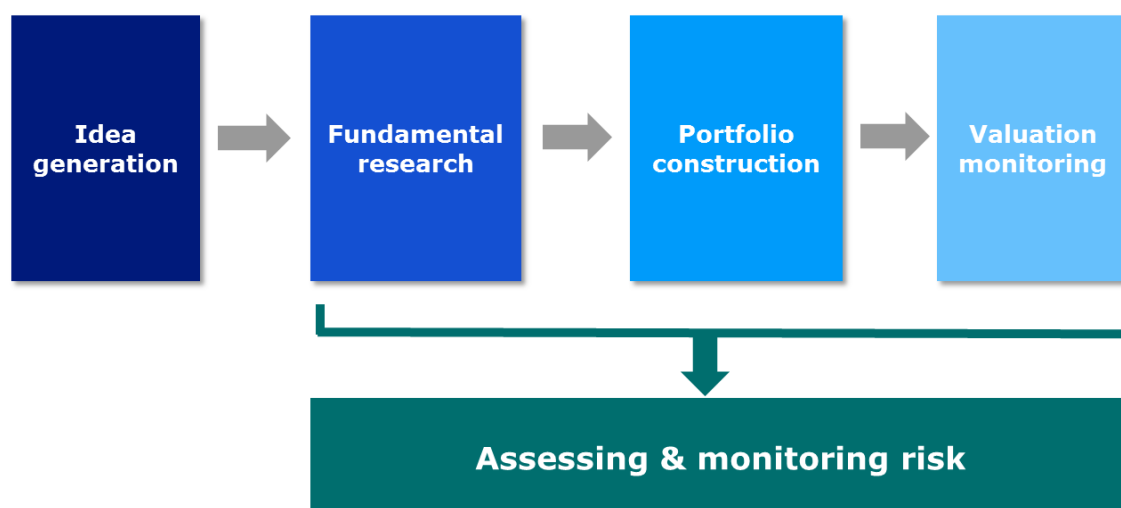 Idea
generation
Fundamental
research
Portfolio
construction
Valuation
monitoring
Assessing & monitoring risk